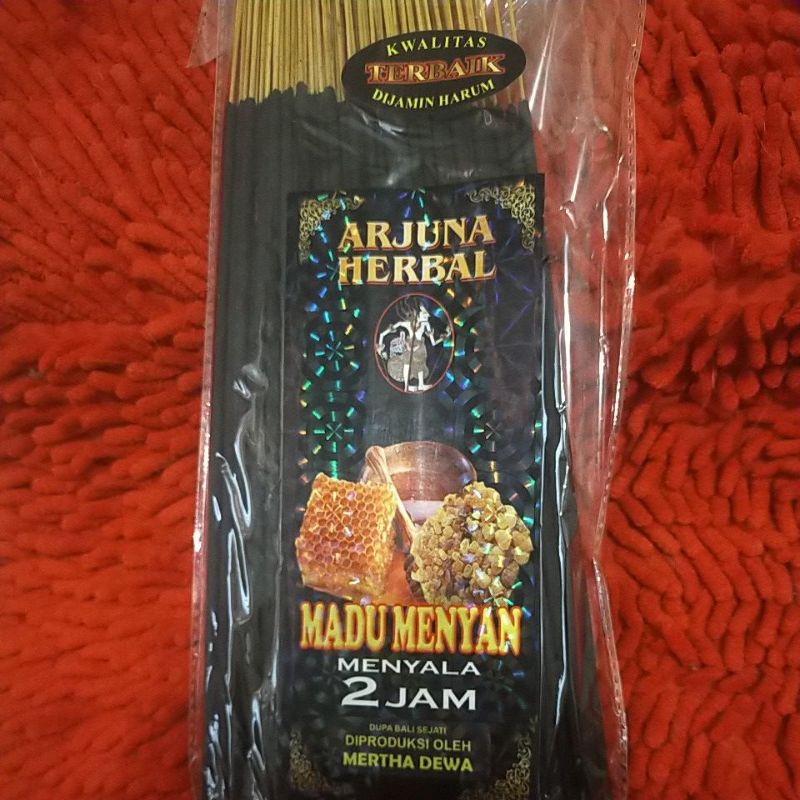 KWALITAS
TERBAIK
DIJAMIN HARUM
ARJUNA
HERBAL
MADU MENYAN
MENYALA
2 JAM
DUPA BALI SEJATI
DIPRODUKSI OLEH
MERTHA DEWA